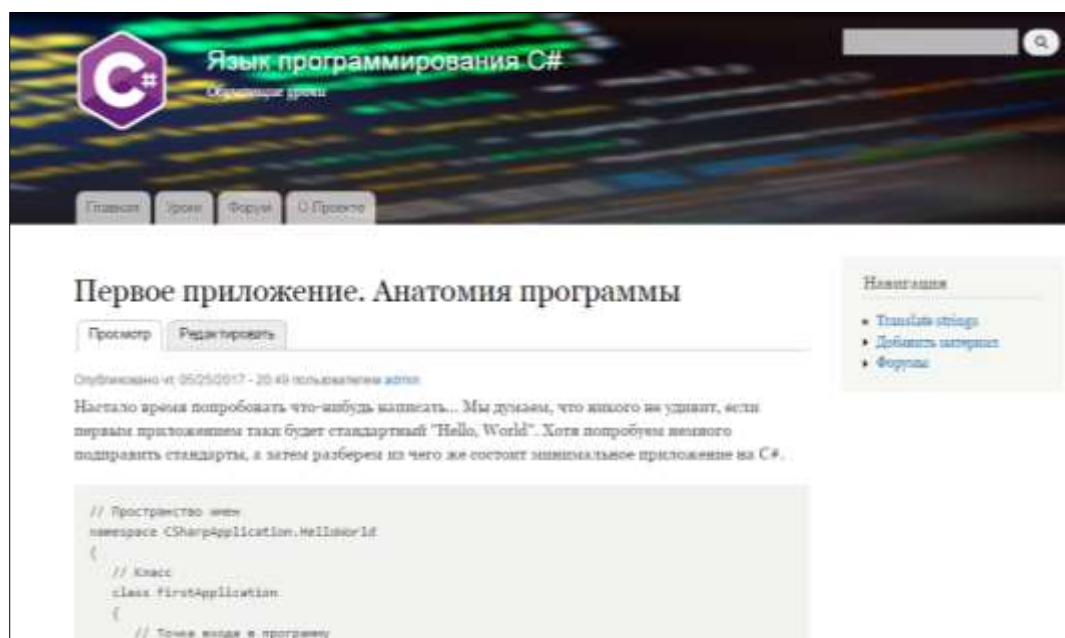 C#
Язык программирования C#
Обучающие уроки
Главная Уроки Форум О Проекте
Первое приложение. Анатомия программы
Просмотр Редактировать
Опубликовано чт, 05/25/2017 - 20:49 пользователем admin
Настало время попробовать что-нибудь написать... Мы думаем, что никого не удивит, если
первым приложением таки будет стандартный "Hello, World". Хотя попробуем немного
подправить стандарты, а затем разберем из чего же состоит минимальное приложение на C#.
// Пространство имен
namespace CSharpApplication.HelloWorld
{
// Класс
class firstApplication
{
// Точка входа в программу
Навигация
Translate strings
Добавить материал
Форумы